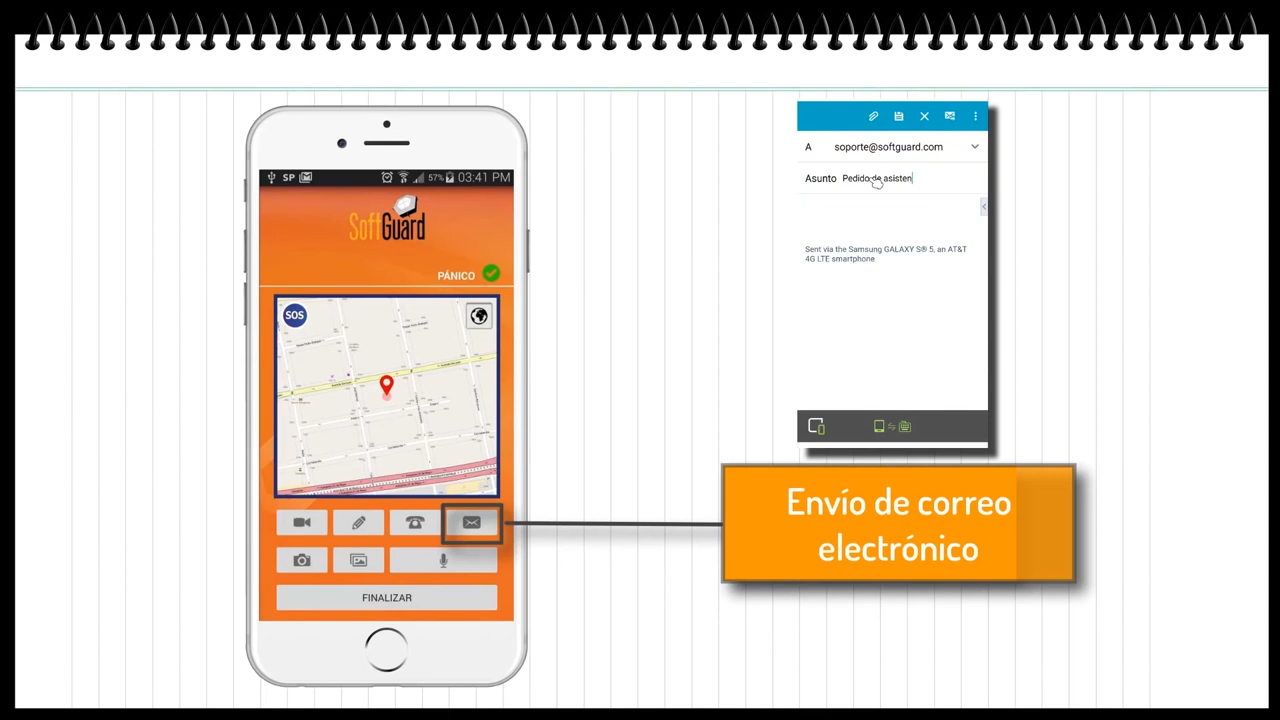 SP
57%
03:41 PM
SoftGuard
PÁNICO
SOS
FINALIZAR
A soporte@softguard.com
Asunto Pedido de asisten
Sent via the Samsung GALAXY S® 5, an AT&T
4G LTE smartphone
Envío de correo
electrónico